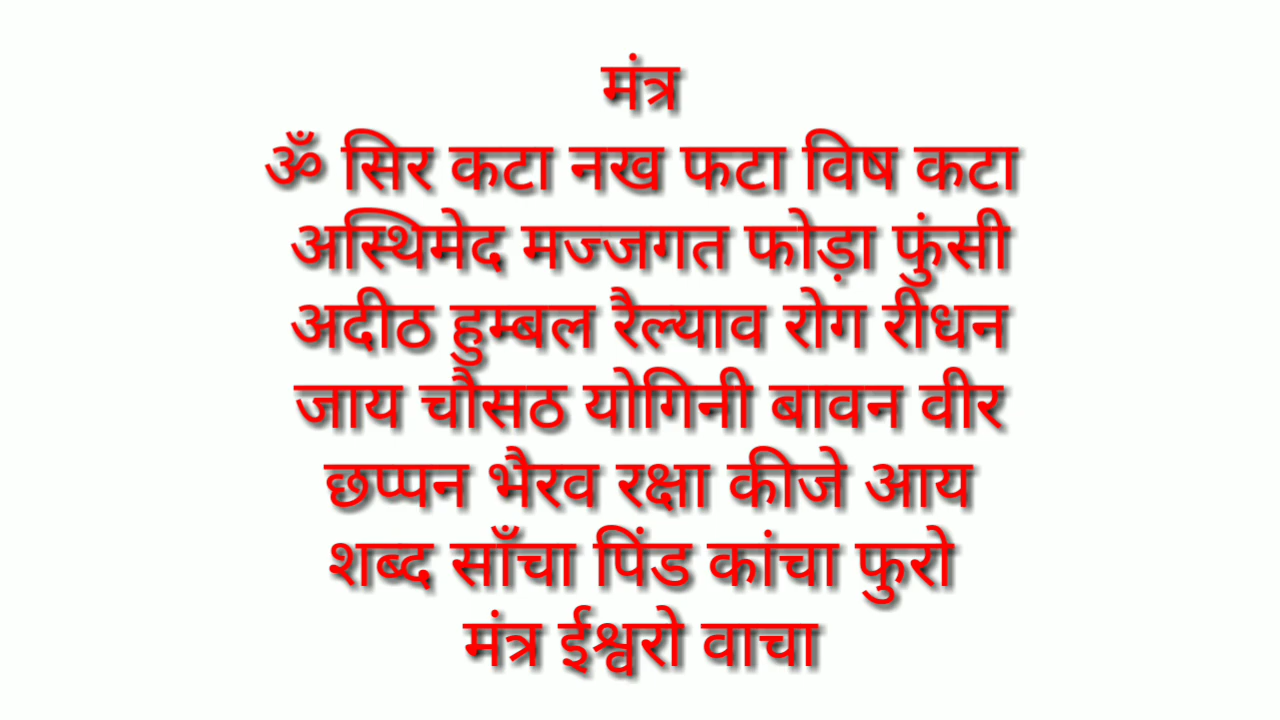 मंत्र
ॐ सिर कटा नख फटा विष कटा
अस्थिमेद मज्जगत फोड़ा फुंसी
अदीठ हुम्बल रैल्याव रोग रीधन
जाय चौसठ योगिनी बावन वीर
छप्पन भैरव रक्षा कीजे आय
शब्द साँचा पिंड कांचा फुरो
मंत्र ईश्वरो वाचा